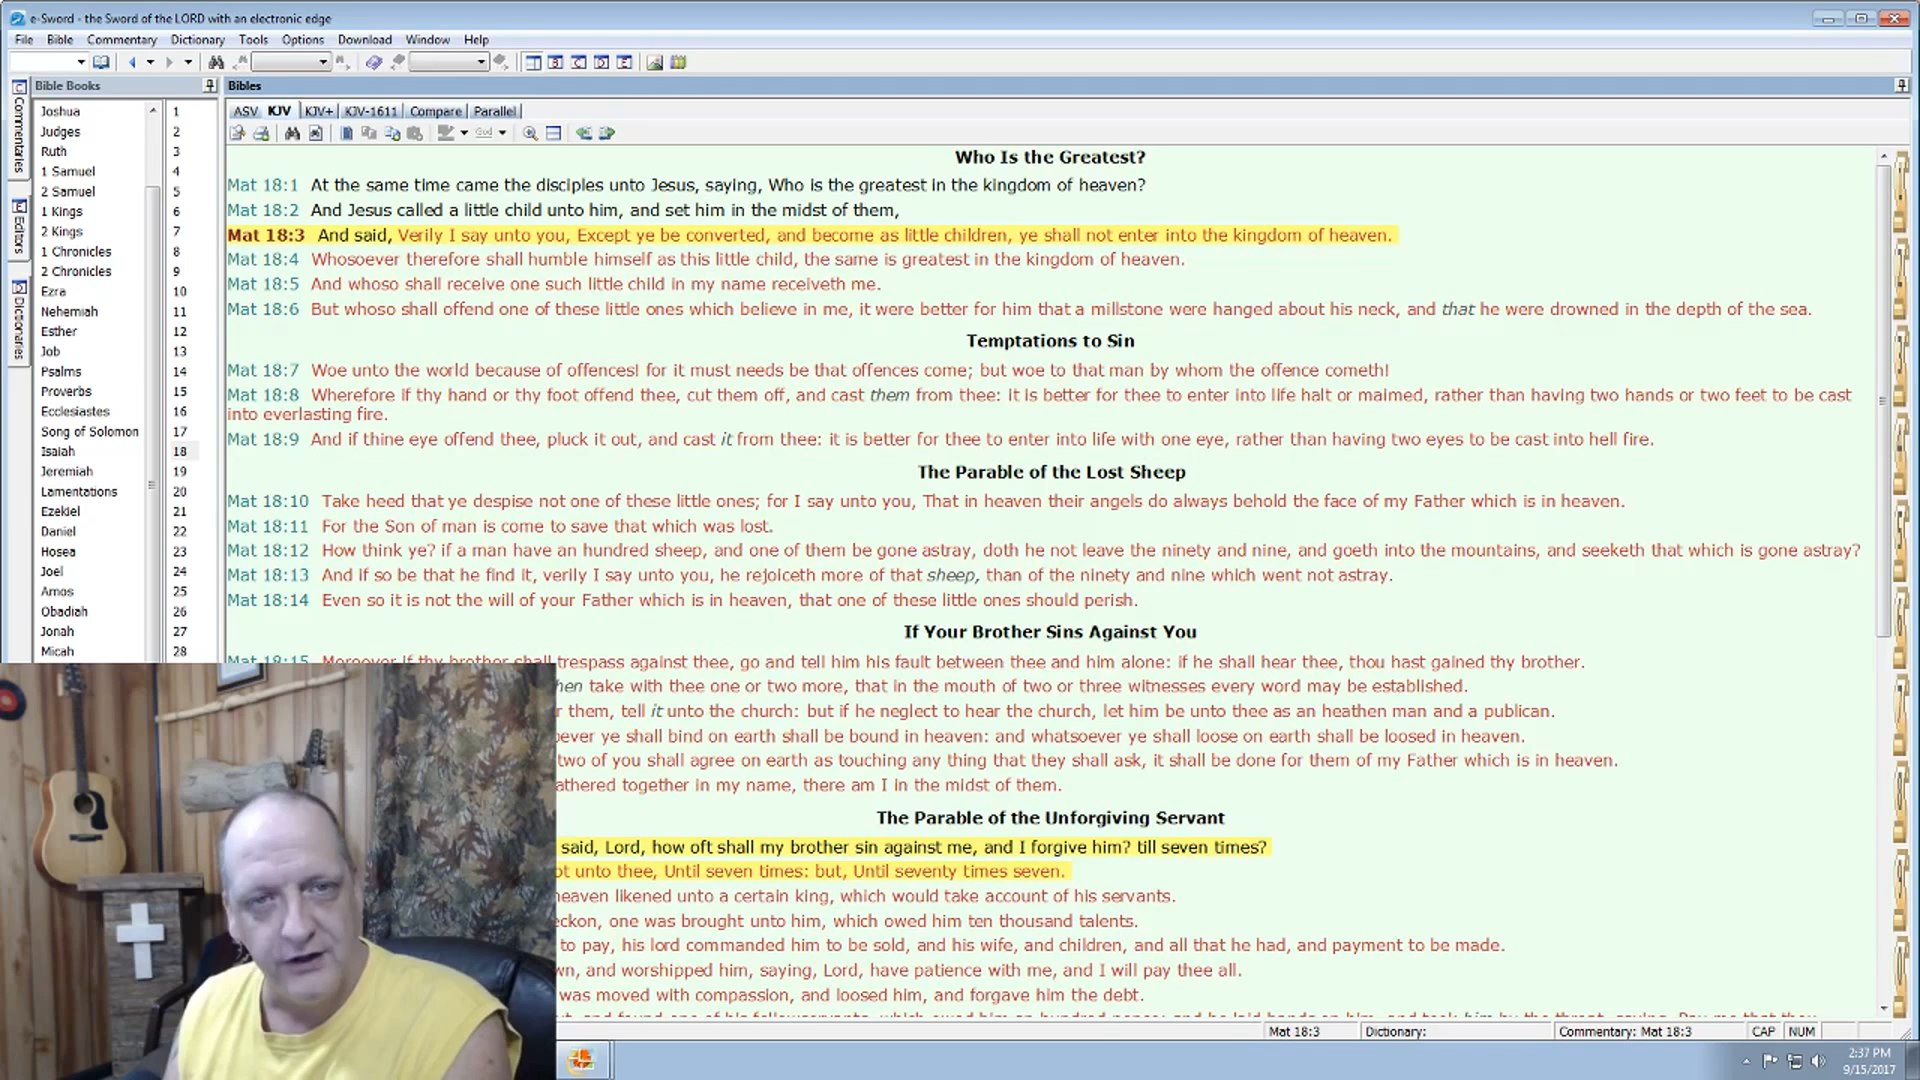 e-Sword - the Sword of the LORD with an electronic edge
File Bible Commentary Dictionary Tools Options Download Window Help
Bible Books
Bibles
Commentaries
Editors
Dictionaries
ASV KJV KJV+ KJV-1611 Compare Parallel
Joshua 1
Judges 2
Ruth 3
1 Samuel 4
2 Samuel 5
1 Kings 6
2 Kings 7
1 Chronicles 8
2 Chronicles 9
Ezra 10
Nehemiah 11
Esther 12
Job 13
Psalms 14
Proverbs 15
Ecclesiastes 16
Song of Solomon 17
Isaiah 18
Jeremiah 19
Lamentations 20
Ezekiel 21
Daniel 22
Hosea 23
Joel 24
Amos 25
Obadiah 26
Jonah 27
Micah 28
Who Is the Greatest?
Mat 18:1 At the same time came the disciples unto Jesus, saying, Who is the greatest in the kingdom of heaven?
Mat 18:2 And Jesus called a little child unto him, and set him in the midst of them,
Mat 18:3 And said, Verily I say unto you, Except ye be converted, and become as little children, ye shall not enter into the kingdom of heaven.
Mat 18:4 Whosoever therefore shall humble himself as this little child, the same is greatest in the kingdom of heaven.
Mat 18:5 And whoso shall receive one such little child in my name receiveth me.
Mat 18:6 But whoso shall offend one of these little ones which believe in me, it were better for him that a millstone were hanged about his neck, and that he were drowned in the depth of the sea.
Temptations to Sin
Mat 18:7 Woe unto the world because of offences! for it must needs be that offences come; but woe to that man by whom the offence cometh!
Mat 18:8 Wherefore if thy hand or thy foot offend thee, cut them off, and cast them from thee: it is better for thee to enter into life halt or maimed, rather than having two hands or two feet to be cast
into everlasting fire.
Mat 18:9 And if thine eye offend thee, pluck it out, and cast it from thee: it is better for thee to enter into life with one eye, rather than having two eyes to be cast into hell fire.
The Parable of the Lost Sheep
Mat 18:10 Take heed that ye despise not one of these little ones; for I say unto you, That in heaven their angels do always behold the face of my Father which is in heaven.
Mat 18:11 For the Son of man is come to save that which was lost.
Mat 18:12 How think ye? if a man have an hundred sheep, and one of them be gone astray, doth he not leave the ninety and nine, and goeth into the mountains, and seeketh that which is gone astray?
Mat 18:13 And if so be that he find it, verily I say unto you, he rejoiceth more of that sheep, than of the ninety and nine which went not astray.
Mat 18:14 Even so it is not the will of your Father which is in heaven, that one of these little ones should perish.
If Your Brother Sins Against You
Mat 18:15 Moreover if thy brother shall trespass against thee, go and tell him his fault between thee and him alone: if he shall hear thee, thou hast gained thy brother.
hen take with thee one or two more, that in the mouth of two or three witnesses every word may be established.
r them, tell it unto the church: but if he neglect to hear the church, let him be unto thee as an heathen man and a publican.
ever ye shall bind on earth shall be bound in heaven: and whatsoever ye shall loose on earth shall be loosed in heaven.
two of you shall agree on earth as touching any thing that they shall ask, it shall be done for them of my Father which is in heaven.
athered together in my name, there am I in the midst of them.
The Parable of the Unforgiving Servant
said, Lord, how oft shall my brother sin against me, and I forgive him? till seven times?
ot unto thee, Until seven times: but, Until seventy times seven.
heaven likened unto a certain king, which would take account of his servants.
eckon, one was brought unto him, which owed him ten thousand talents.
to pay, his lord commanded him to be sold, and his wife, and children, and all that he had, and payment to be made.
wn, and worshipped him, saying, Lord, have patience with me, and I will pay thee all.
was moved with compassion, and loosed him, and forgave him the debt.
Mat 18:3 Dictionary: Commentary: Mat 18:3 CAP NUM
2:37 PM
9/15/2017